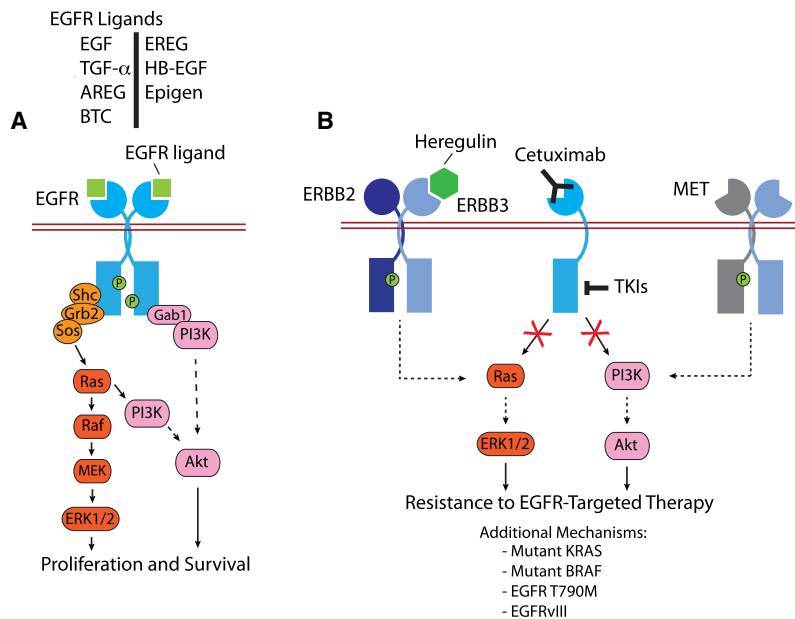 EGFR Ligands
EGF EREG
TGF-α HB-EGF
AREG Epigen
BTC
A
EGFR ligand
EGFR
P
P
Shc
Grb2
Sos
Gab1
PI3K
Ras
PI3K
Raf
Akt
MEK
ERK1/2
Proliferation and Survival
B
Heregulin
Cetuximab
ERBB2
ERBB3
MET
P
TKIs
P
Ras
PI3K
ERK1/2
Akt
Resistance to EGFR-Targeted Therapy
Additional Mechanisms:
- Mutant KRAS
- Mutant BRAF
- EGFR T790M
- EGFRvIII